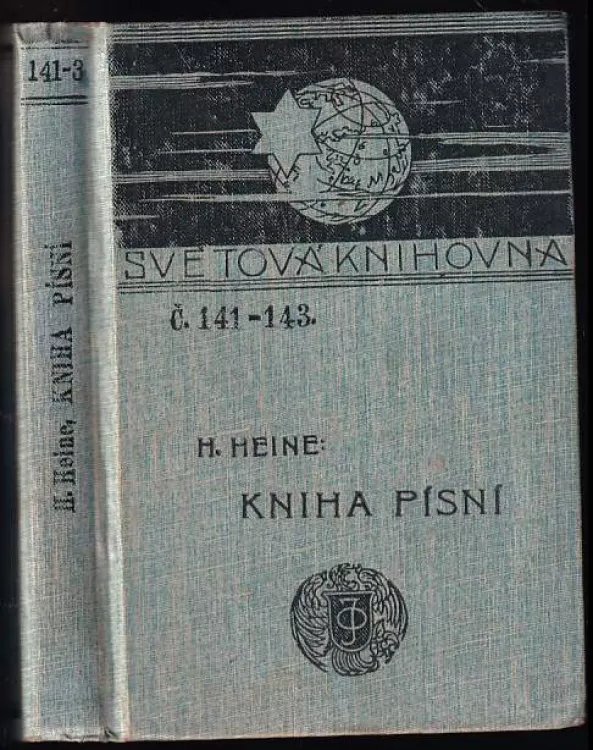 141-3
H. Heine, KNIHA PÍSNÍ
SVĚTOVÁ KNIHOVNA
Č. 141-143.
H. HEINE:
KNIHA PÍSNÍ